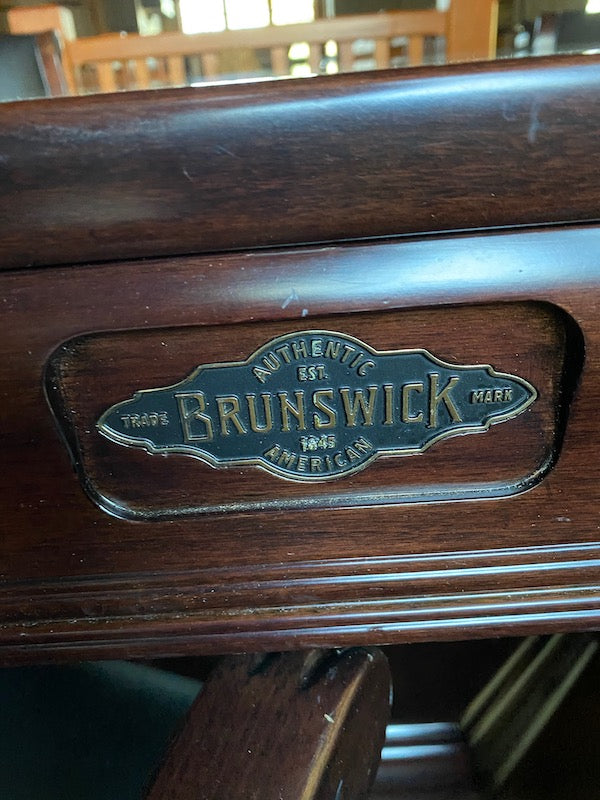 AUTHENTIC
EST.
TRADE BRUNSWICK MARK
1845
AMERICAN